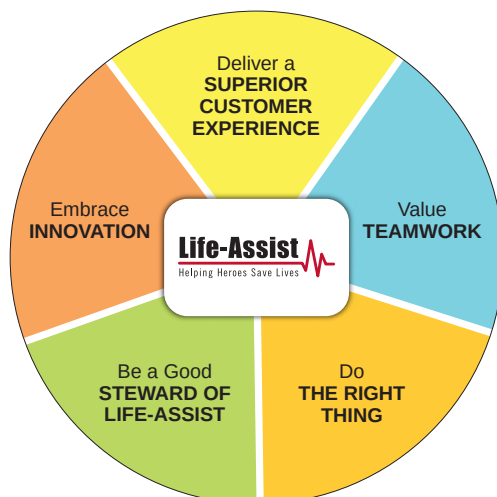 Deliver a
SUPERIOR
CUSTOMER
EXPERIENCE
Embrace
INNOVATION
Value
TEAMWORK
Life-Assist
Helping Heroes Save Lives
Be a Good
STEWARD OF
LIFE-ASSIST
Do
THE RIGHT
THING